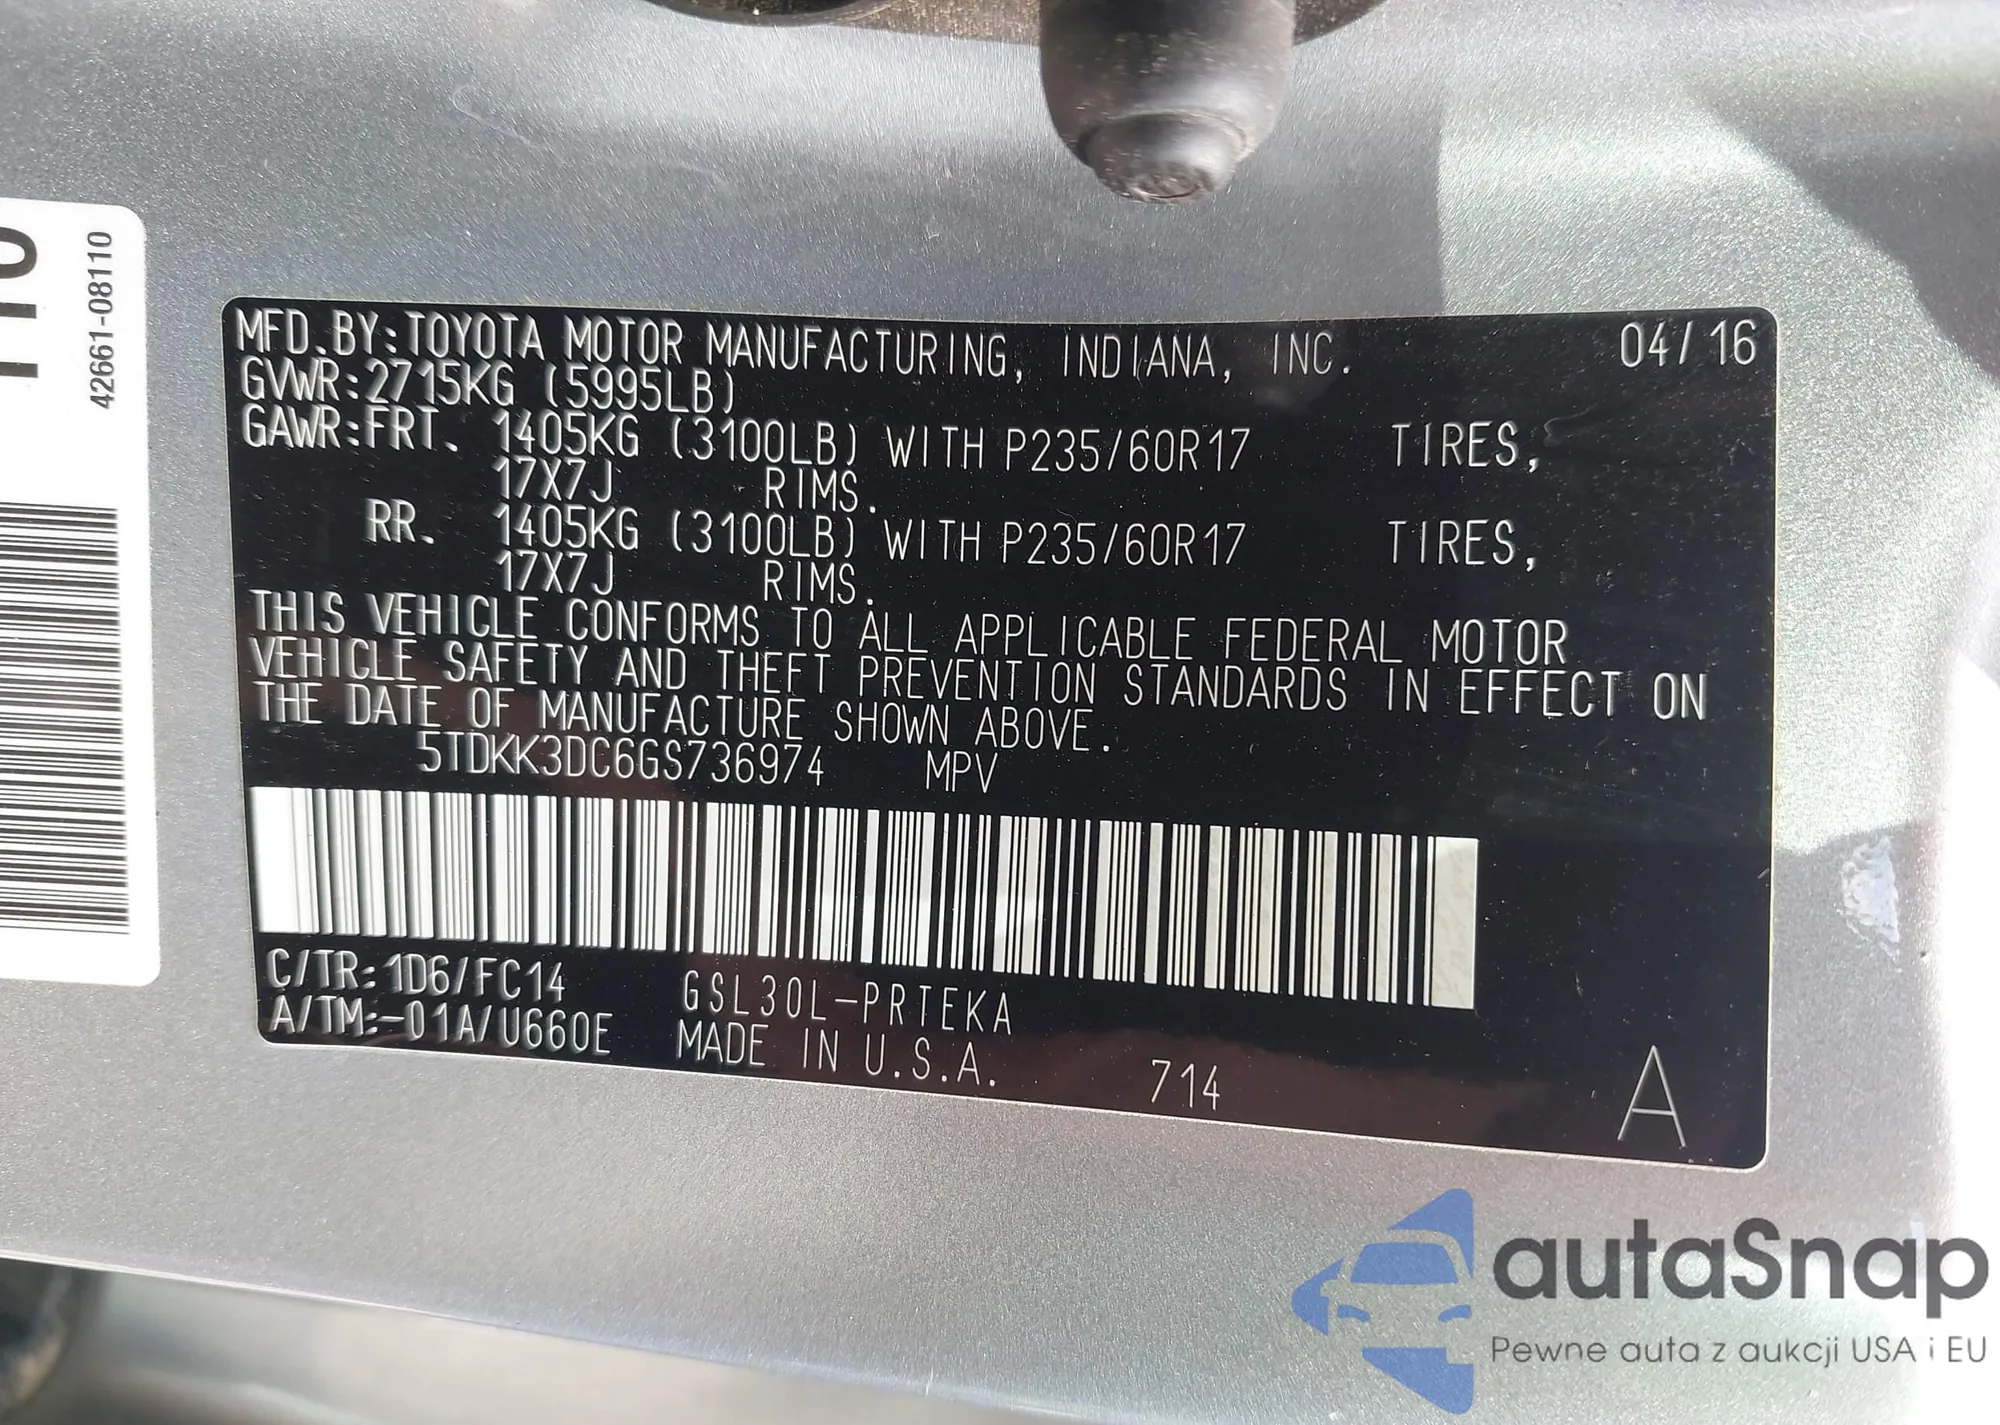 42661-08110
MFD.BY:TOYOTA MOTOR MANUFACTURING, INDIANA, INC. 04/16
GVWR:2715KG (5995LB)
GAWR:FRT. 1405KG (3100LB) WITH P235/60R17 TIRES,
17X7J RIMS.
RR. 1405KG (3100LB) WITH P235/60R17 TIRES,
17X7J RIMS.
THIS VEHICLE CONFORMS TO ALL APPLICABLE FEDERAL MOTOR
VEHICLE SAFETY AND THEFT PREVENTION STANDARDS IN EFFECT ON
THE DATE OF MANUFACTURE SHOWN ABOVE.
5TDKK3DC6GS736974 MPV
C/TR:1D6/FC14 GSL30L-PRTEKA
A/TM:-01A/U660E MADE IN U.S.A. 714 A
autaSnap
Pewne auta z aukcji USA i EU